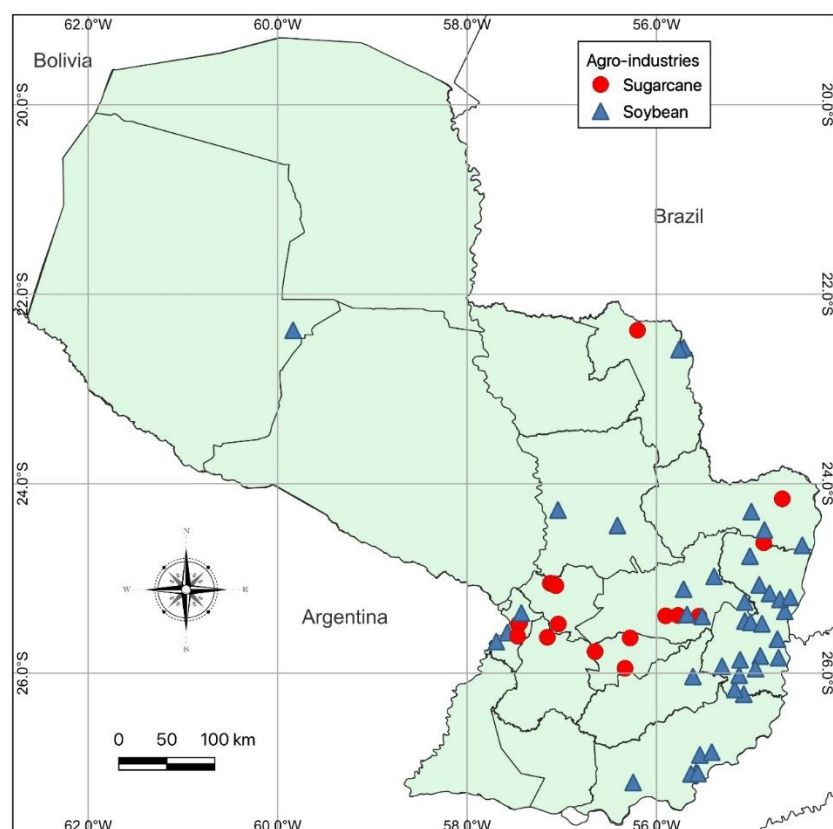 62.0°W 60.0°W 58.0°W 56.0°W
Bolivia
Agro-industries
Sugarcane
Soybean
20.0°S 20.0°S
Brazil
22.0°S 22.0°S
24.0°S 24.0°S
N
W E
S
Argentina
26.0°S 26.0°S
0 50 100 km
62.0°W 60.0°W 58.0°W 56.0°W